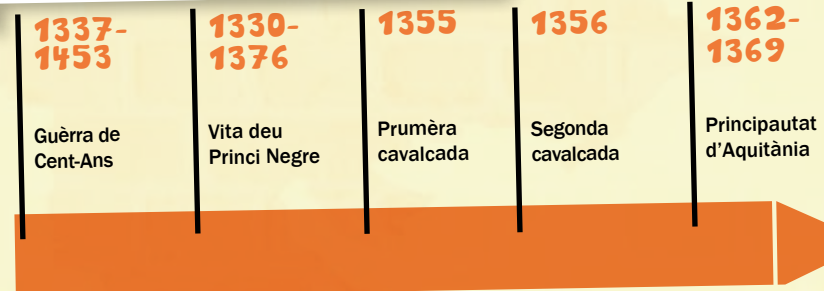 1337-
1453
Guèrra de
Cent-Ans
1330-
1376
Vita deu
Princi Negre
1355
Prumèra
cavalcada
1356
Segonda
cavalcada
1362-
1369
Principautat
d'Aquitània